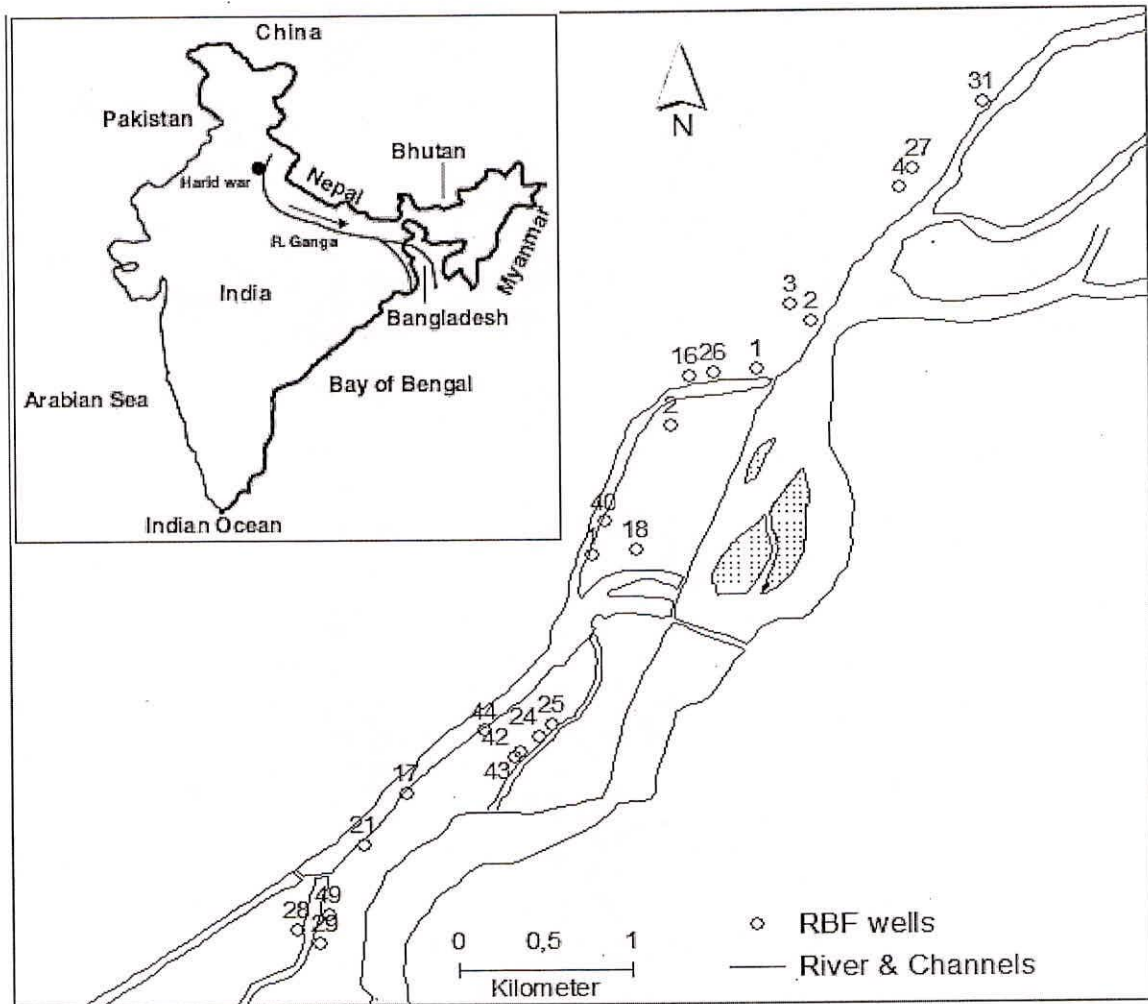 China
Pakistan
Bhutan
Harid war
Nepal
R. Ganga
Myanmar
India
Bangladesh
Arabian Sea
Bay of Bengal
Indian Ocean
N
31
27
4
3
2
1
26
16
2
40
18
25
24
44
42
43
17
21
49
28
29
0 0,5 1
Kilometer
RBF wells
River & Channels